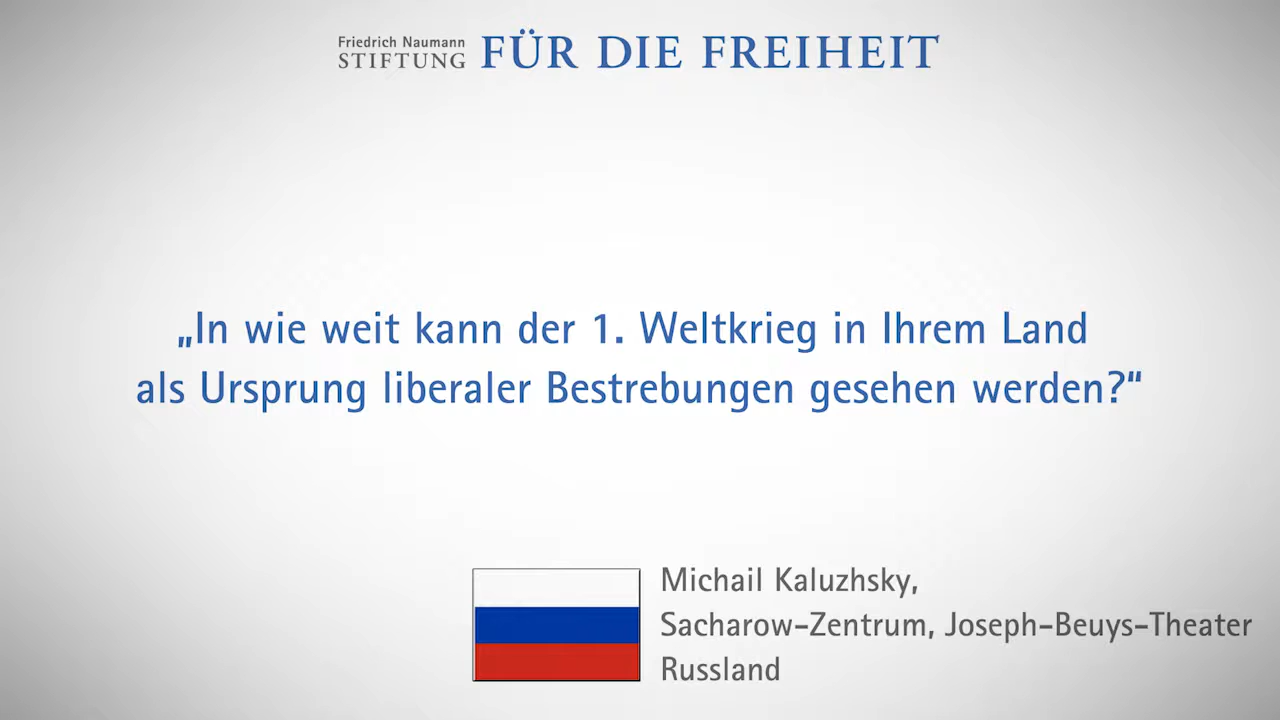 Friedrich Naumann
STIFTUNG FÜR DIE FREIHEIT
„In wie weit kann der 1. Weltkrieg in Ihrem Land
als Ursprung liberaler Bestrebungen gesehen werden?“
Michail Kaluzhsky,
Sacharow-Zentrum, Joseph-Beuys-Theater
Russland